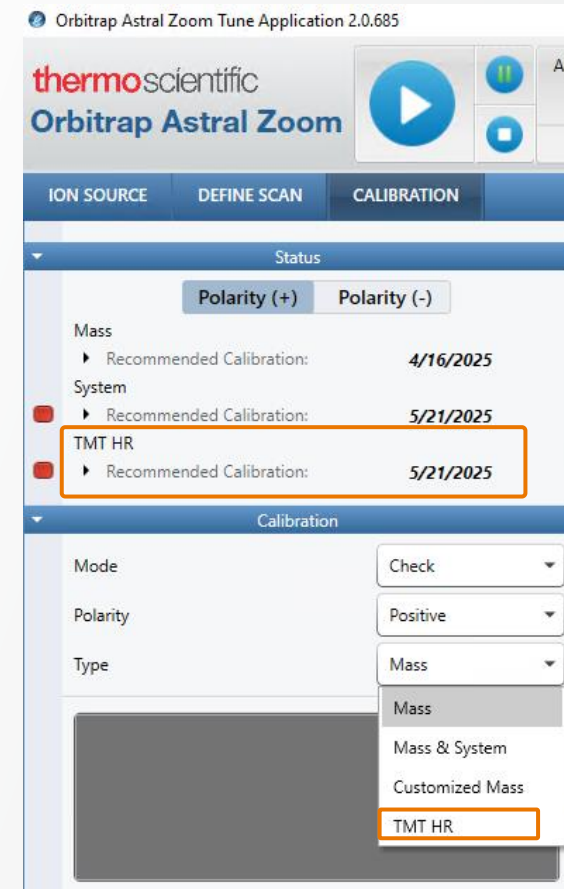 Orbitrap Astral Zoom Tune Application 2.0.685
thermoscientific
Orbitrap Astral Zoom
A
ION SOURCE DEFINE SCAN CALIBRATION
Status
Polarity (+) Polarity (-)
Mass
Recommended Calibration: 4/16/2025
System
Recommended Calibration: 5/21/2025
TMT HR
Recommended Calibration: 5/21/2025
Calibration
Mode Check
Polarity Positive
Type Mass
Mass
Mass & System
Customized Mass
TMT HR